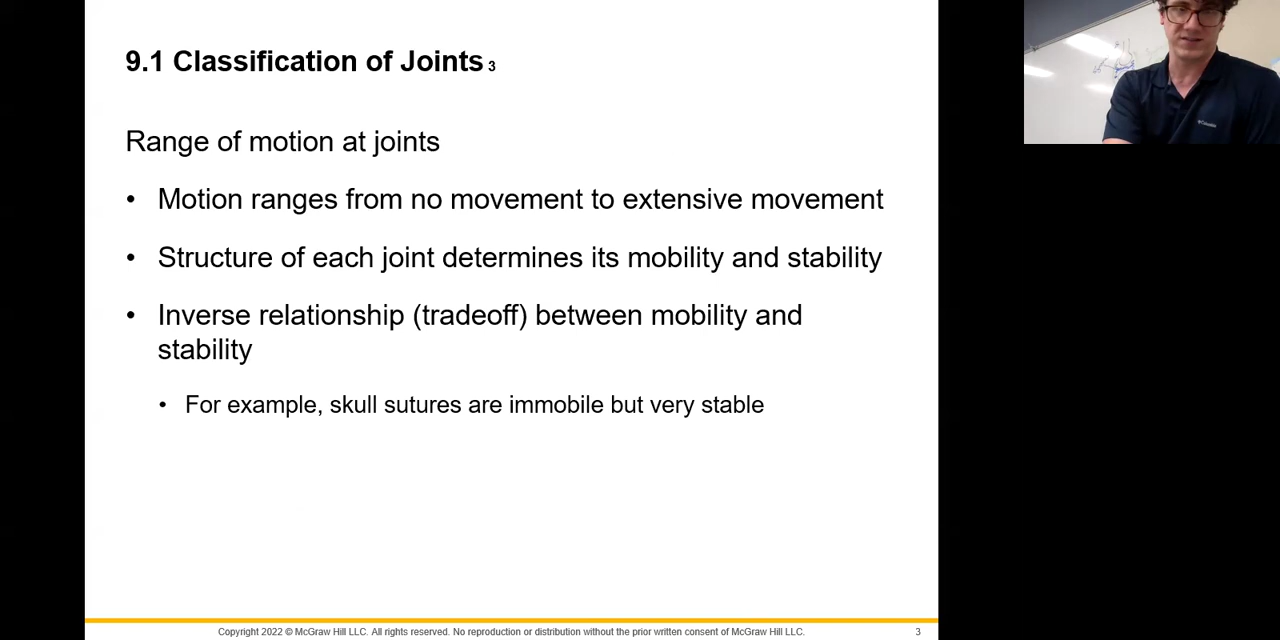 9.1 Classification of Joints 3
Range of motion at joints
• Motion ranges from no movement to extensive movement
• Structure of each joint determines its mobility and stability
• Inverse relationship (tradeoff) between mobility and
stability
• For example, skull sutures are immobile but very stable
Copyright 2022 © McGraw Hill LLC. All rights reserved. No reproduction or distribution without the prior written consent of McGraw Hill LLC.
3
Columbia